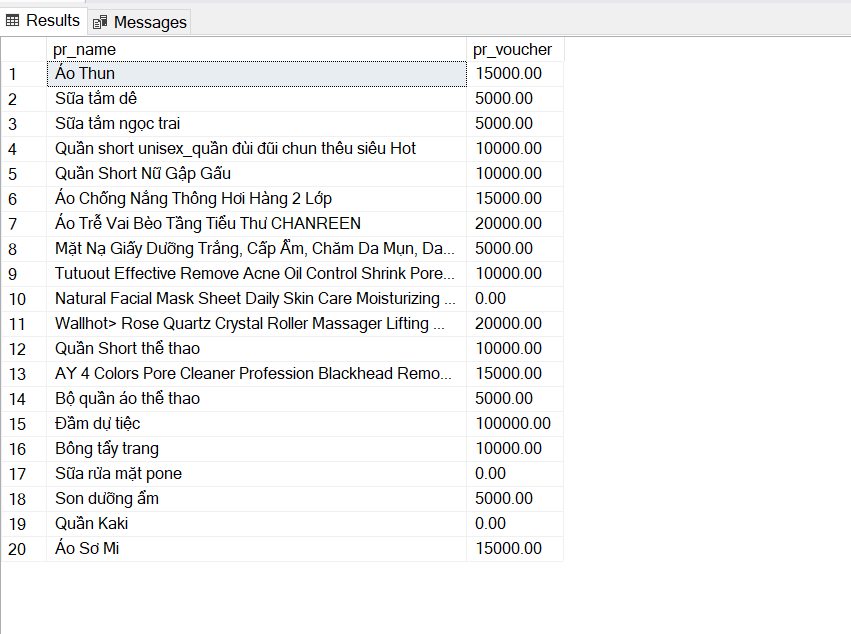 Results Messages
pr_name pr_voucher
1 Áo Thun 15000.00
2 Sữa tắm dê 5000.00
3 Sữa tắm ngọc trai 5000.00
4 Quần short unisex_quần đùi đũi chun thêu siêu Hot 10000.00
5 Quần Short Nữ Gập Gấu 10000.00
6 Áo Chống Nắng Thông Hơi Hàng 2 Lớp 15000.00
7 Áo Trễ Vai Bèo Tầng Tiểu Thư CHANREEN 20000.00
8 Mặt Nạ Giấy Dưỡng Trắng, Cấp Ẩm, Chăm Da Mụn, Da... 5000.00
9 Tutuout Effective Remove Acne Oil Control Shrink Pore... 10000.00
10 Natural Facial Mask Sheet Daily Skin Care Moisturizing ... 0.00
11 Wallhot> Rose Quartz Crystal Roller Massager Lifting ... 20000.00
12 Quần Short thể thao 10000.00
13 AY 4 Colors Pore Cleaner Profession Blackhead Remo... 15000.00
14 Bộ quần áo thể thao 5000.00
15 Đầm dự tiệc 100000.00
16 Bông tẩy trang 10000.00
17 Sữa rửa mặt pone 0.00
18 Son dưỡng ẩm 5000.00
19 Quần Kaki 0.00
20 Áo Sơ Mi 15000.00